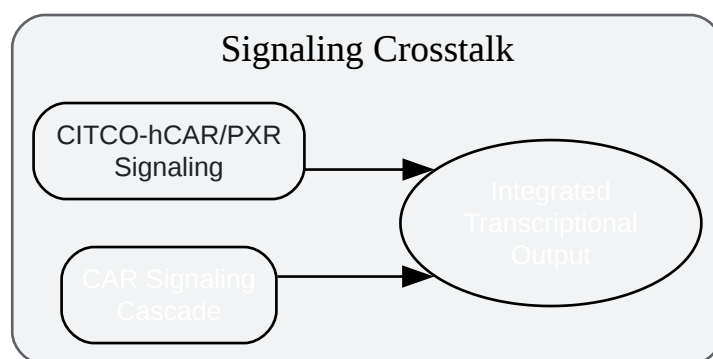 Signaling Crosstalk
CITCO-hCAR/PXR
Signaling
CAR Signaling
Cascade
Integrated
Transcriptional
Output